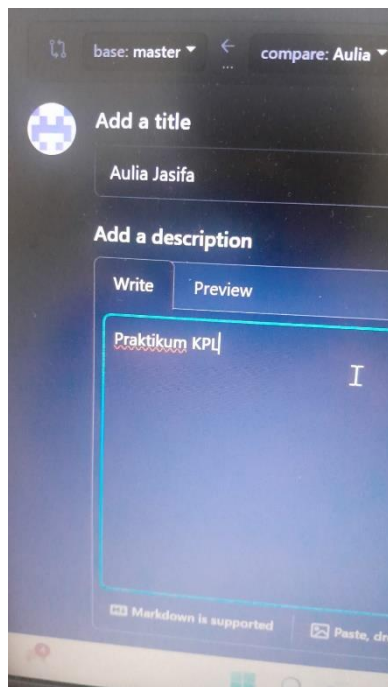 base: master
compare: Aulia
...
Add a title
Aulia Jasifa
Add a description
Write
Preview
Praktikum KPL
Markdown is supported
Paste, dr